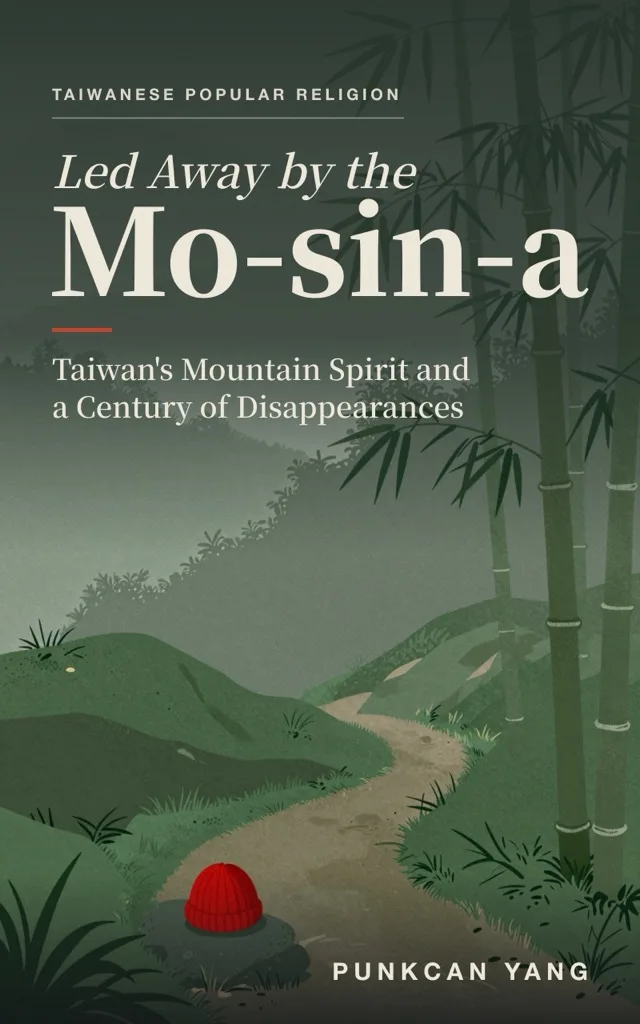 TAIWANESE POPULAR RELIGION
Led Away by the
Mo-sin-a
Taiwan's Mountain Spirit and
a Century of Disappearances
PUNKCAN YANG